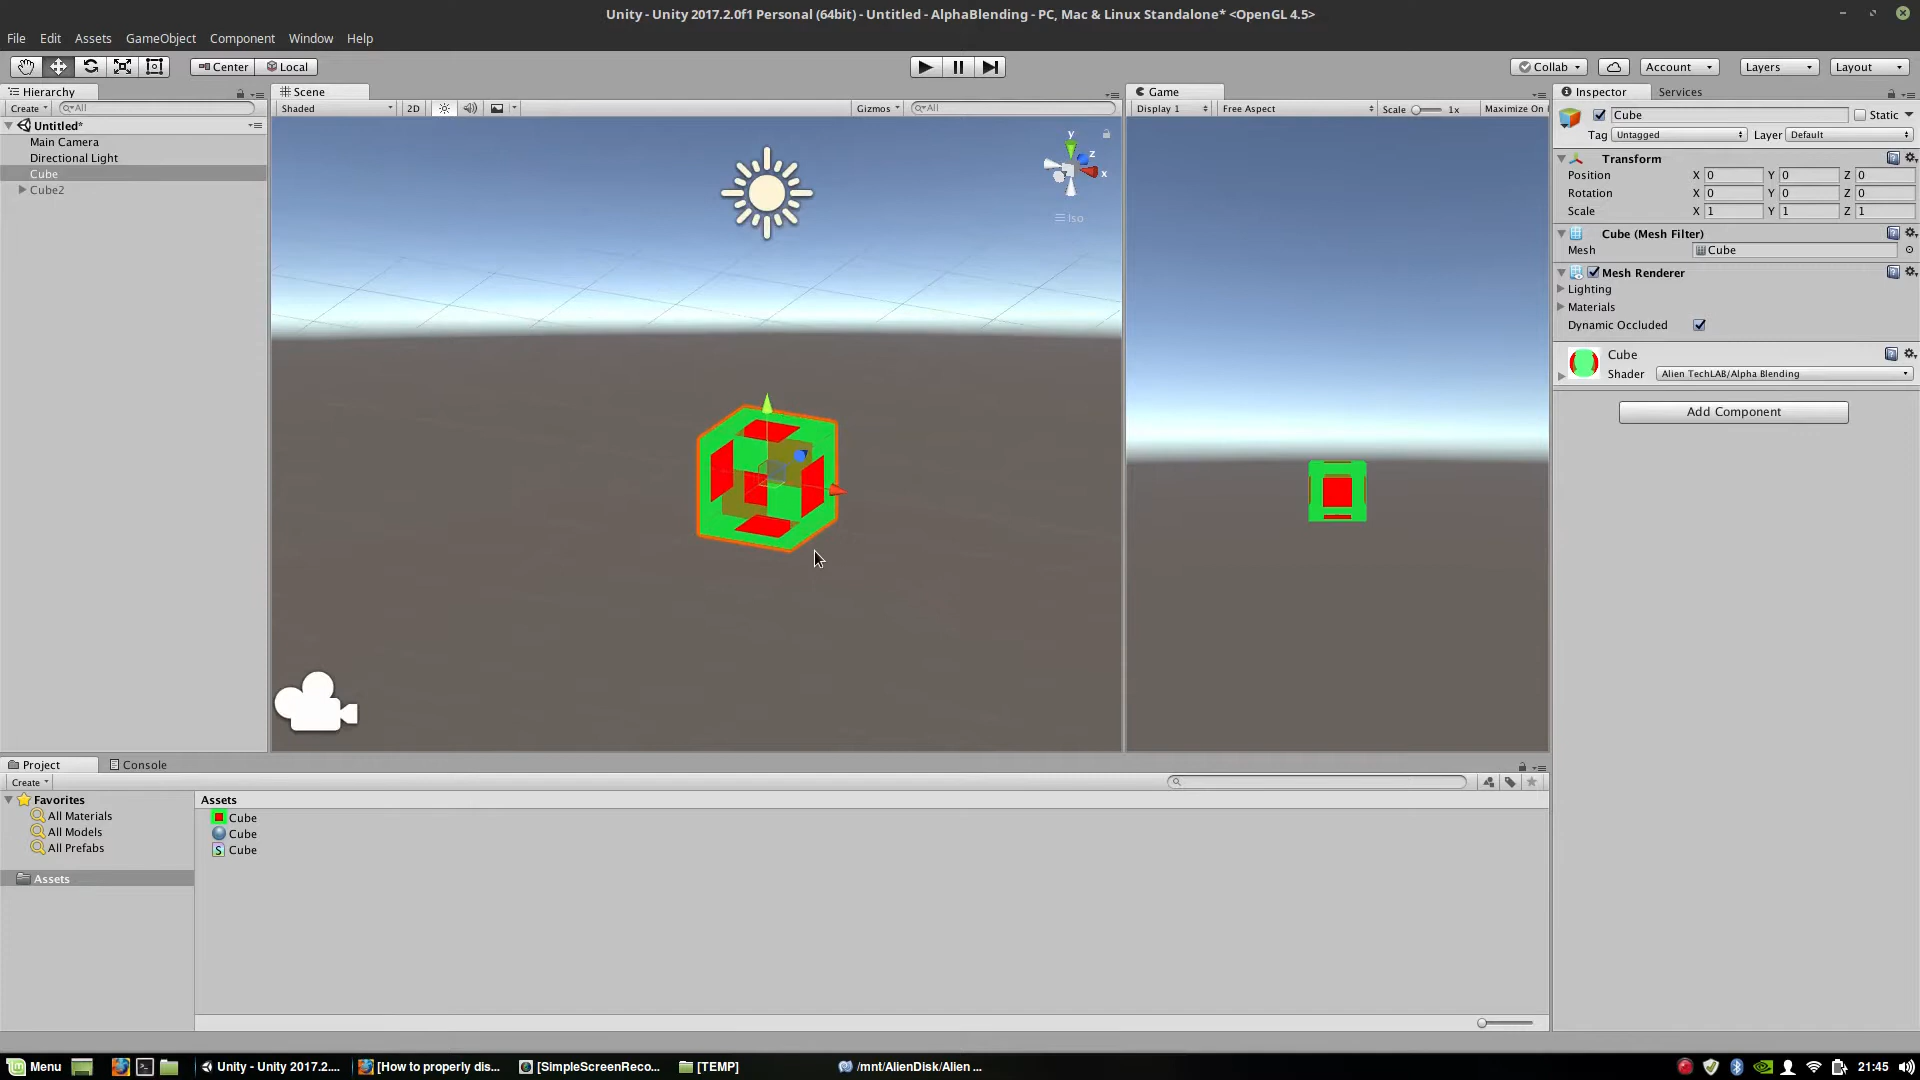 Unity - Unity 2017.2.0f1 Personal (64bit) - Untitled - AlphaBlending - PC, Mac & Linux Standalone* <OpenGL 4.5>
File Edit Assets GameObject Component Window Help
Center Local Collab Account Layers Layout
Hierarchy Scene Game Inspector Services
Create All Shaded 2D Gizmos All Display 1 Free Aspect Scale 1x Maximize On
Cube Static
Untitled*
Tag Untagged Layer Default
Main Camera
Directional Light
Cube
Cube2
y z x
Iso
Transform
Position X 0 Y 0 Z 0
Rotation X 0 Y 0 Z 0
Scale X 1 Y 1 Z 1
Cube (Mesh Filter)
Mesh Cube
Mesh Renderer
Lighting
Materials
Dynamic Occluded
Cube
Shader Alien TechLAB/Alpha Blending
Add Component
Project Console
Create
Favorites
All Materials
All Models
All Prefabs
Assets
Assets
Cube
Cube
Cube
Menu Unity - Unity 2017.2.... [How to properly dis... [SimpleScreenReco... [TEMP] /mnt/AlienDisk/Alien ... 21:45